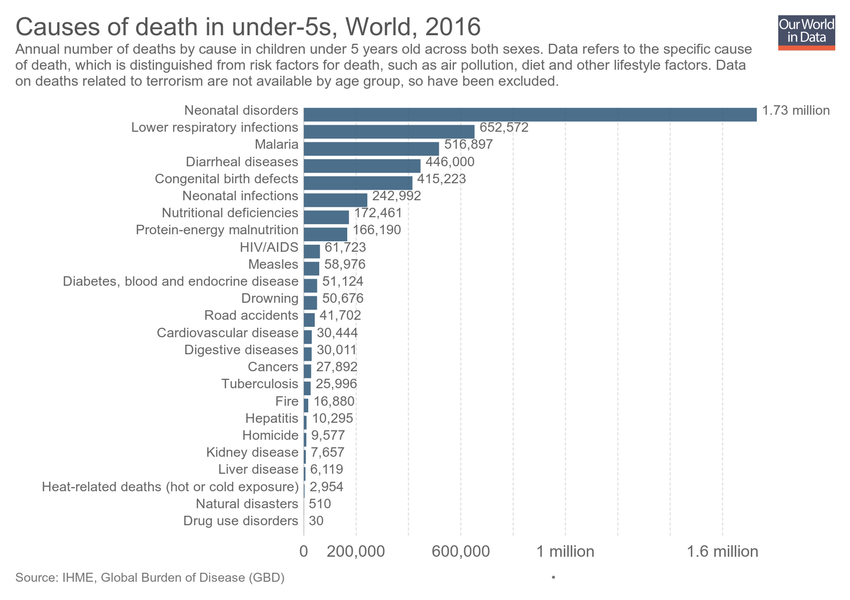 Causes of death in under-5s, World, 2016
Our World
in Data
Annual number of deaths by cause in children under 5 years old across both sexes. Data refers to the specific cause
of death, which is distinguished from risk factors for death, such as air pollution, diet and other lifestyle factors. Data
on deaths related to terrorism are not available by age group, so have been excluded.
Neonatal disorders 1.73 million
Lower respiratory infections 652,572
Malaria 516,897
Diarrheal diseases 446,000
Congenital birth defects 415,223
Neonatal infections 242,992
Nutritional deficiencies 172,461
Protein-energy malnutrition 166,190
HIV/AIDS 61,723
Measles 58,976
Diabetes, blood and endocrine disease 51,124
Drowning 50,676
Road accidents 41,702
Cardiovascular disease 30,444
Digestive diseases 30,011
Cancers 27,892
Tuberculosis 25,996
Fire 16,880
Hepatitis 10,295
Homicide 9,577
Kidney disease 7,657
Liver disease 6,119
Heat-related deaths (hot or cold exposure) 2,954
Natural disasters 510
Drug use disorders 30
0 200,000 600,000 1 million 1.6 million
Source: IHME, Global Burden of Disease (GBD) •